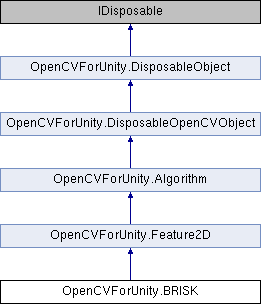 IDisposable
OpenCVForUnity.DisposableObject
OpenCVForUnity.DisposableOpenCVObject
OpenCVForUnity.Algorithm
OpenCVForUnity.Feature2D
OpenCVForUnity.BRISK